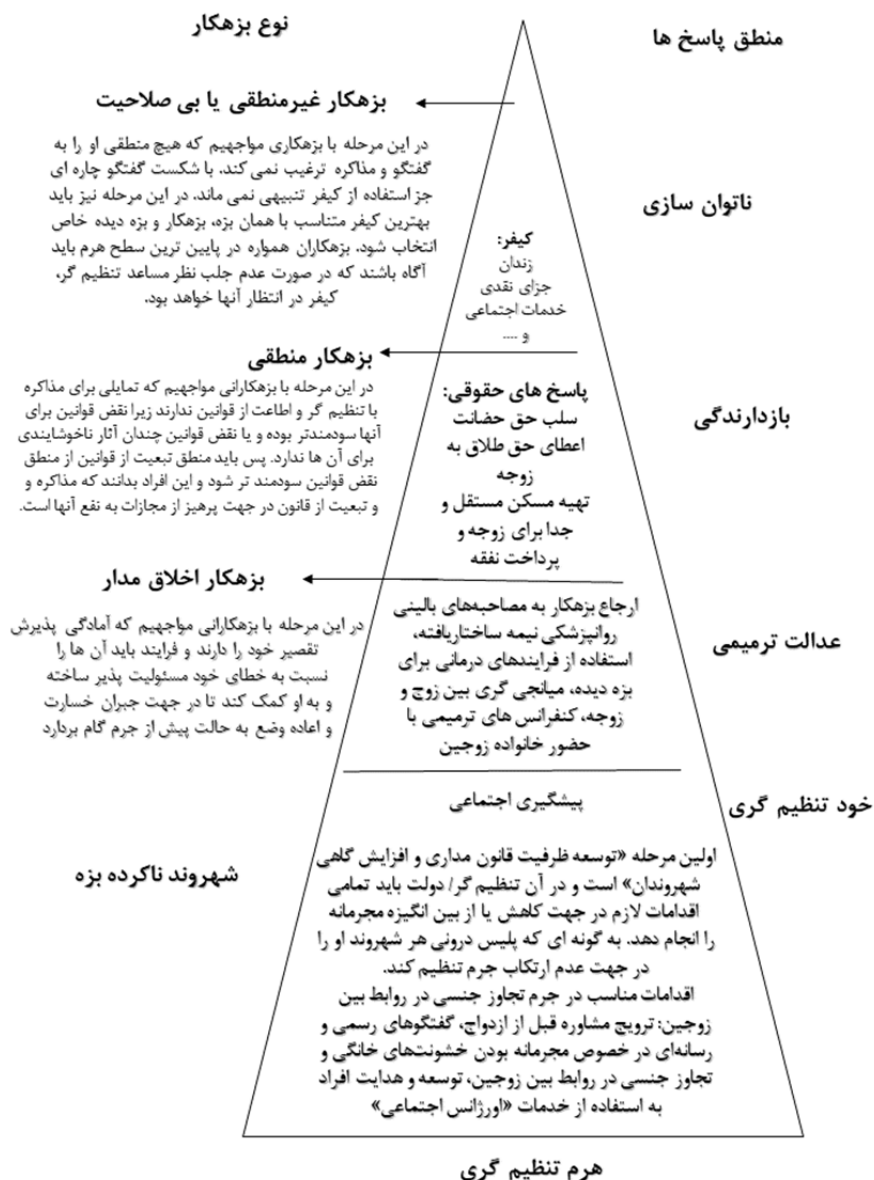 نوع بزهکار
منطق پاسخ ها
بزهکار غیرمنطقی یا بی صلاحیت
در این مرحله با بزهکاری مواجهیم که هیچ منطقی او را به
گفتگو و مذاکره ترغیب نمی کند. با شکست گفتگو چاره ای
جز استفاده از کیفر تنبیهی نمی ماند. در این مرحله نیز باید
بهترین کیفر متناسب با همان بزه، بزهکار و بزه دیده خاص
انتخاب شود. بزهکاران همواره در پایین ترین سطح هرم باید
آگاه باشند که در صورت عدم جلب نظر مساعد تنظیم گر،
کیفر در انتظار آنها خواهد بود.
ناتوان سازی
کیفر:
زندان
جزای نقدی
خدمات اجتماعی
و ....
بزهکار منطقی
در این مرحله با بزهکارانی مواجهیم که تمایلی برای مذاکره
با تنظیم گر و اطاعت از قوانین ندارند زیرا نقض قوانین برای
آنها سودمندتر بوده و یا نقض قوانین چندان آثار ناخوشایندی
برای آن ها ندارد. پس باید منطق تبعیت از قوانین از منطق
نقض قوانین سودمند تر شود و این افراد بدانند که مذاکره و
و تبعیت از قانون در جهت پرهیز از مجازات به نفع آنها است.
بازدارندگی
پاسخ های حقوقی:
سلب حق حضانت
اعطای حق طلاق به
زوجه
تهیه مسکن مستقل و
جدا برای زوجه و
پرداخت نفقه
بزهکار اخلاق مدار
در این مرحله با بزهکارانی مواجهیم که آمادگی پذیرش
تقصیر خود را دارند و فرایند باید آن ها را
نسبت به خطای خود مسئولیت پذیر ساخته
و به او کمک کند تا در جهت جبران خسارت
و اعاده وضع به حالت پیش از جرم گام بردارد
عدالت ترمیمی
ارجاع بزهکار به مصاحبه‌های بالینی
روانپزشکی نیمه ساختاریافته،
استفاده از فرایندهای درمانی برای
بزه دیده، میانجی گری بین زوج و
زوجه، کنفرانس های ترمیمی با
حضور خانواده زوجین
خود تنظیم گری
پیشگیری اجتماعی
شهروند ناکرده بزه
اولین مرحله «توسعه ظرفیت قانون مداری و افزایش گاهی
شهروندان» است و در آن تنظیم گر/ دولت باید تمامی
اقدامات لازم در جهت کاهش یا از بین انگیزه مجرمانه
را انجام دهد. به گونه ای که پلیس درونی هر شهروند او را
در جهت عدم ارتکاب جرم تنظیم کند.
اقدامات مناسب در جرم تجاوز جنسی در روابط بین
زوجین: ترویج مشاوره قبل از ازدواج، گفتگوهای رسمی و
رسانه‌ای در خصوص مجرمانه بودن خشونت‌های خانگی و
تجاوز جنسی در روابط بین زوجین، توسعه و هدایت افراد
به استفاده از خدمات «اورژانس اجتماعی»
هرم تنظیم گری